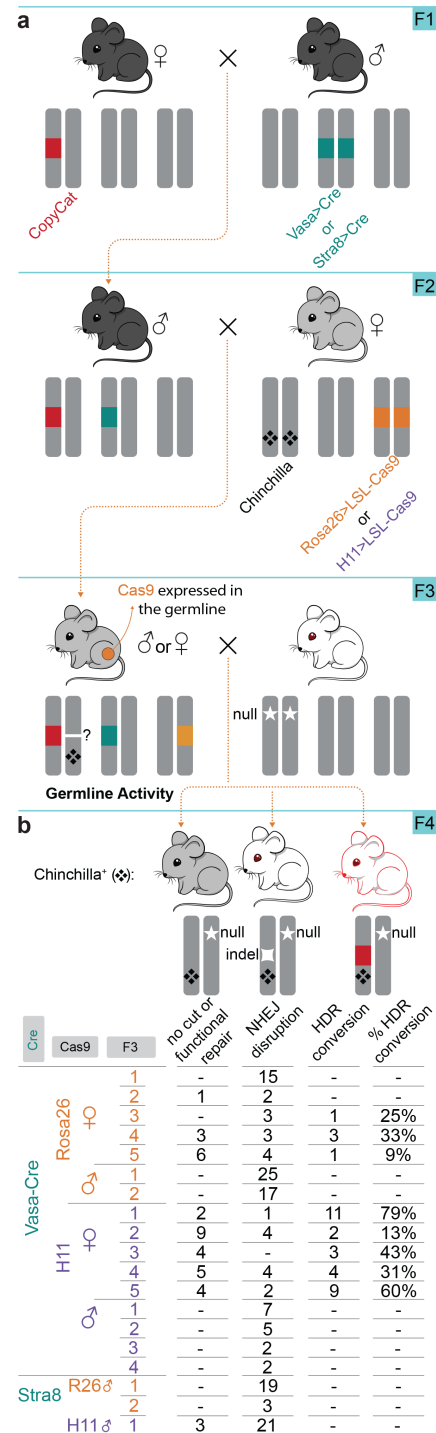 a
F1
♀ × ♂
CopyCat
Vasa>Cre
or
Stra8>Cre
F2
♂ × ♀
Chinchilla
Rosa26>LSL-Cas9
or
H11>LSL-Cas9
F3
Cas9 expressed in
the germline
♂ or ♀ ×
?
null
Germline Activity
b
F4
Chinchilla+ (❖):
null
indel
null
null
Cre
Cas9
F3
no cut or
functional
repair
NHEJ
disruption
HDR
conversion
% HDR
conversion
Vasa-Cre
Rosa26
♀
1 - 15 - -
2 1 2 - -
3 - 3 1 25%
4 3 3 3 33%
5 6 4 1 9%
♂
1 - 25 - -
2 - 17 - -
H11
♀
1 2 1 11 79%
2 9 4 2 13%
3 4 - 3 43%
4 5 4 4 31%
5 4 2 9 60%
♂
1 - 7 - -
2 - 5 - -
3 - 2 - -
4 - 2 - -
Stra8
R26♂ 1 - 19 - -
2 - 3 - -
H11♂ 1 3 21 - -